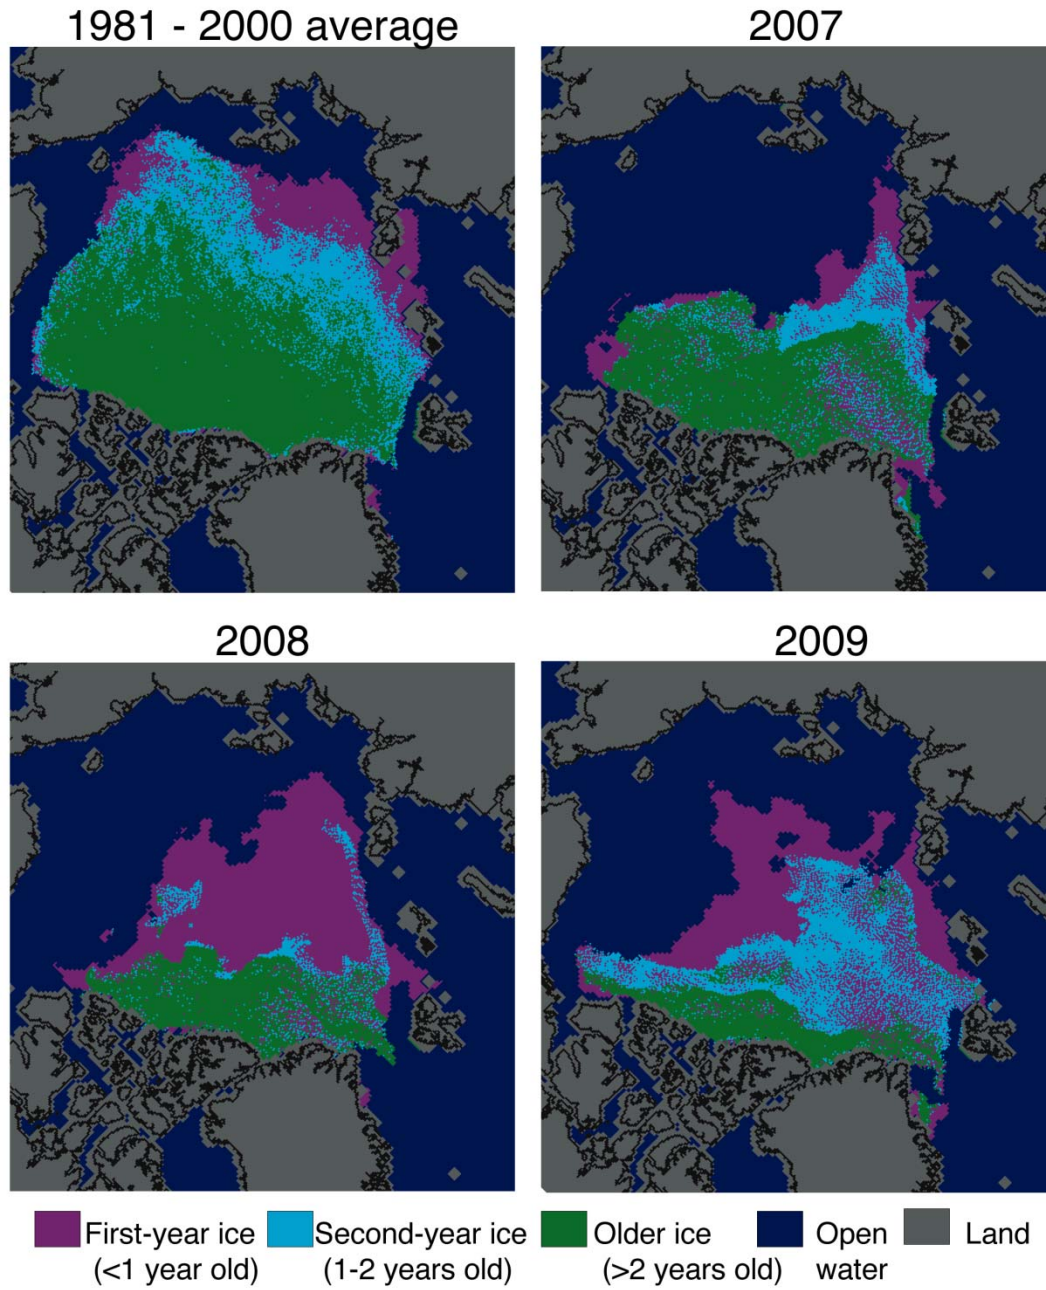 1981 - 2000 average
2007
2008
2009
First-year ice
(<1 year old)
Second-year ice
(1-2 years old)
Older ice
(>2 years old)
Open
water
Land